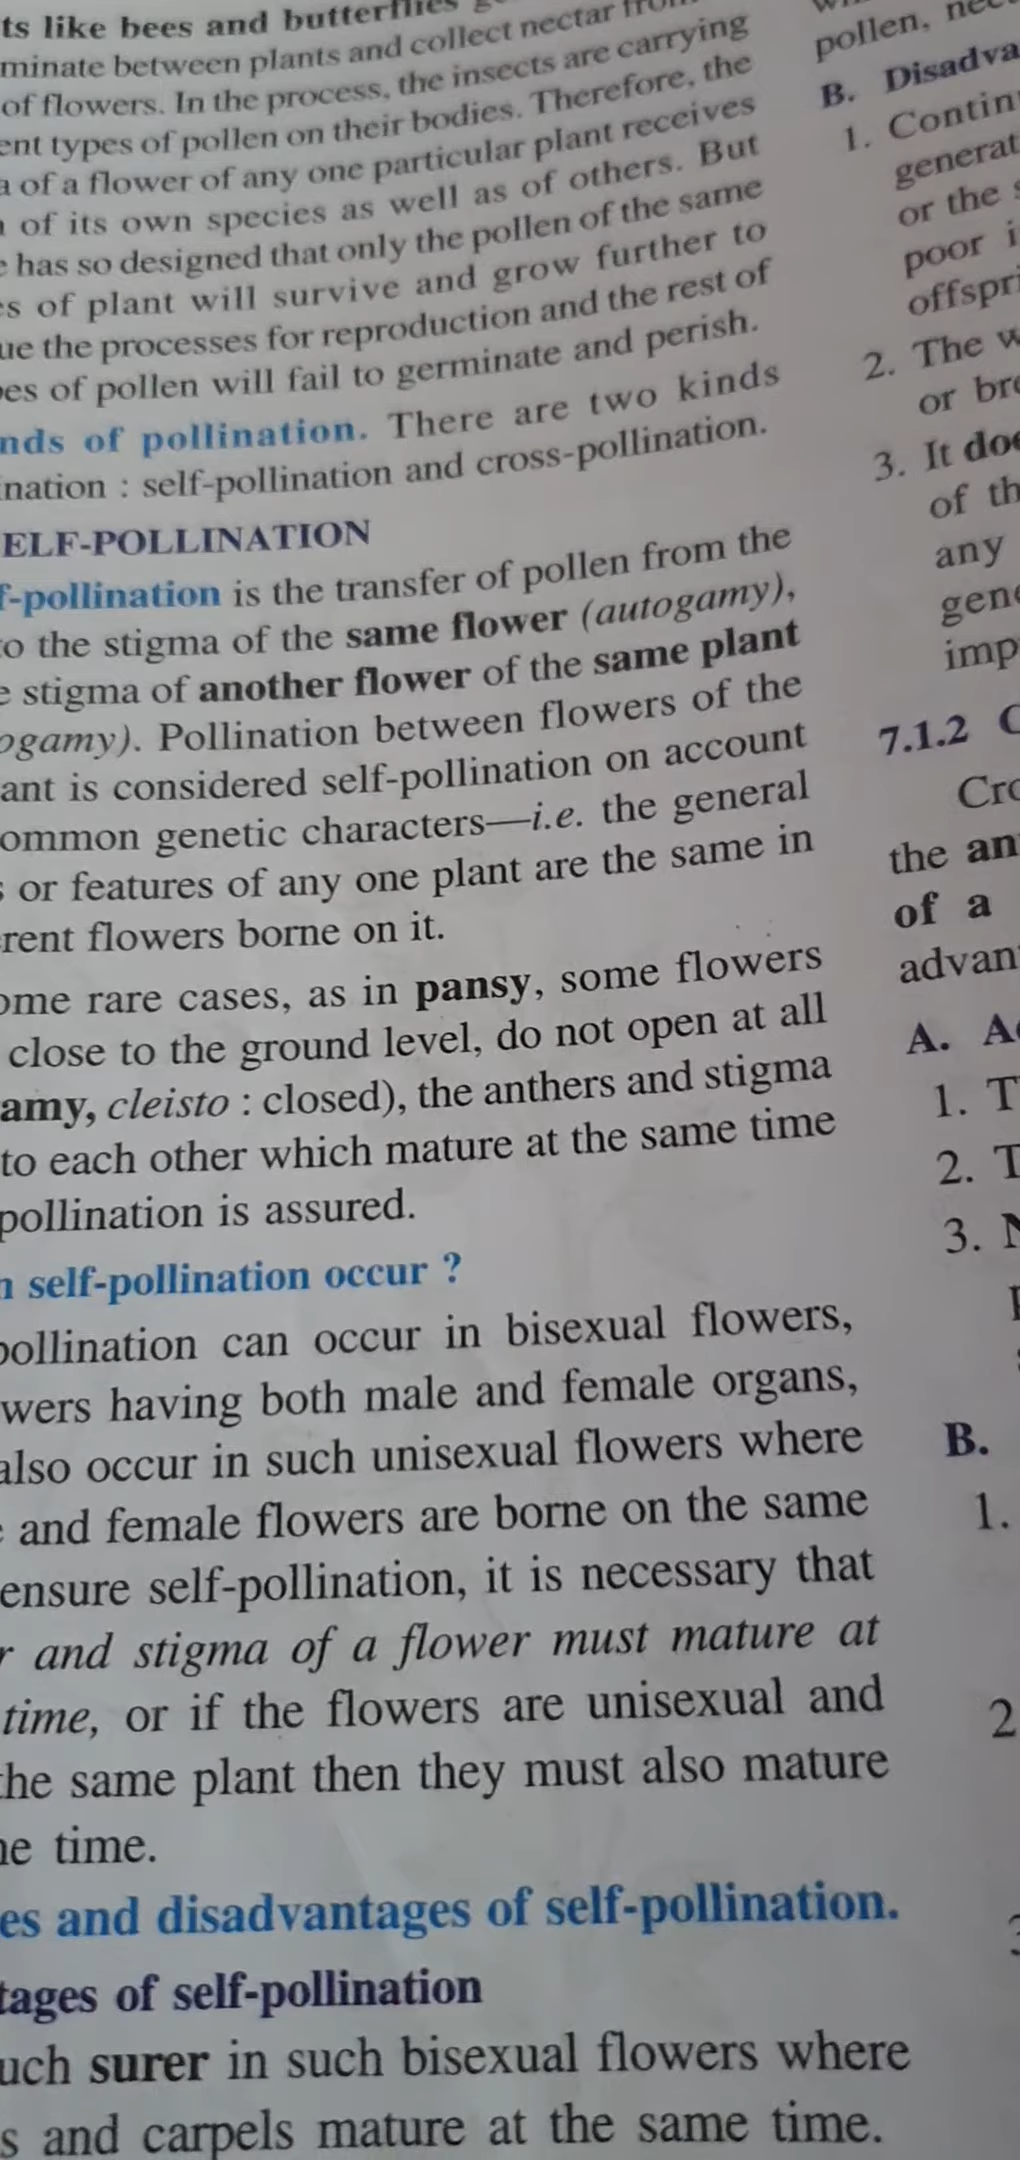 ts like bees and butterflies
minate between plants and collect nectar from
of flowers. In the process, the insects are carrying
ent types of pollen on their bodies. Therefore, the
a of a flower of any one particular plant receives
of its own species as well as of others. But
e has so designed that only the pollen of the same
es of plant will survive and grow further to
ue the processes for reproduction and the rest of
pes of pollen will fail to germinate and perish.
nds of pollination. There are two kinds
ination : self-pollination and cross-pollination.
ELF-POLLINATION
f-pollination is the transfer of pollen from the
to the stigma of the same flower (autogamy),
e stigma of another flower of the same plant
ogamy). Pollination between flowers of the
ant is considered self-pollination on account
ommon genetic characters—i.e. the general
s or features of any one plant are the same in
rent flowers borne on it.
ome rare cases, as in pansy, some flowers
close to the ground level, do not open at all
amy, cleisto : closed), the anthers and stigma
to each other which mature at the same time
pollination is assured.
n self-pollination occur ?
pollination can occur in bisexual flowers,
wers having both male and female organs,
also occur in such unisexual flowers where
e and female flowers are borne on the same
ensure self-pollination, it is necessary that
r and stigma of a flower must mature at
time, or if the flowers are unisexual and
the same plant then they must also mature
ne time.
es and disadvantages of self-pollination.
tages of self-pollination
uch surer in such bisexual flowers where
s and carpels mature at the same time.
pollen, nec
B. Disadva
1. Contin
generat
or the s
poor i
offspri
2. The w
or bre
3. It doe
of th
any
gene
imp
7.1.2 C
Cro
the an
of a
advan
A. A
1. T
2. T
3. N
B.
1.
2
3